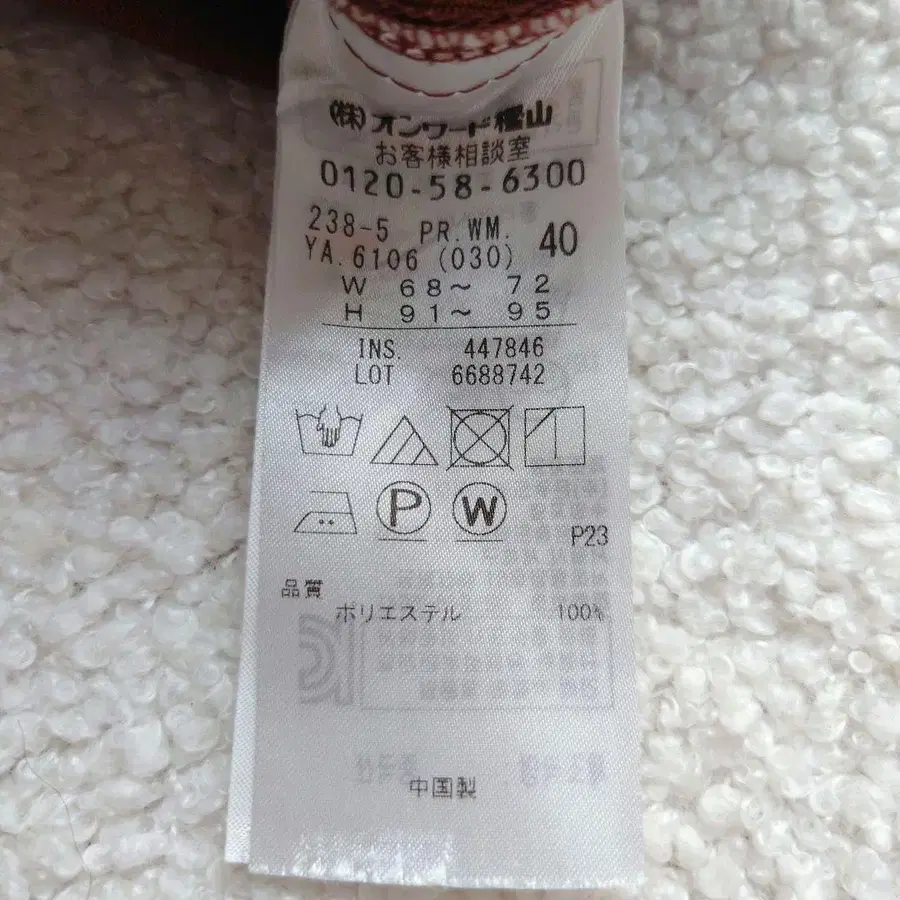 (株)オンワード樫山
お客様相談室
0120-58-6300
238-5 PR.WM. 40
YA.6106 (030)
W 68～ 72
H 91～ 95
INS. 447846
LOT 6688742
P W
P23
品質
ポリエステル 100%
中国製